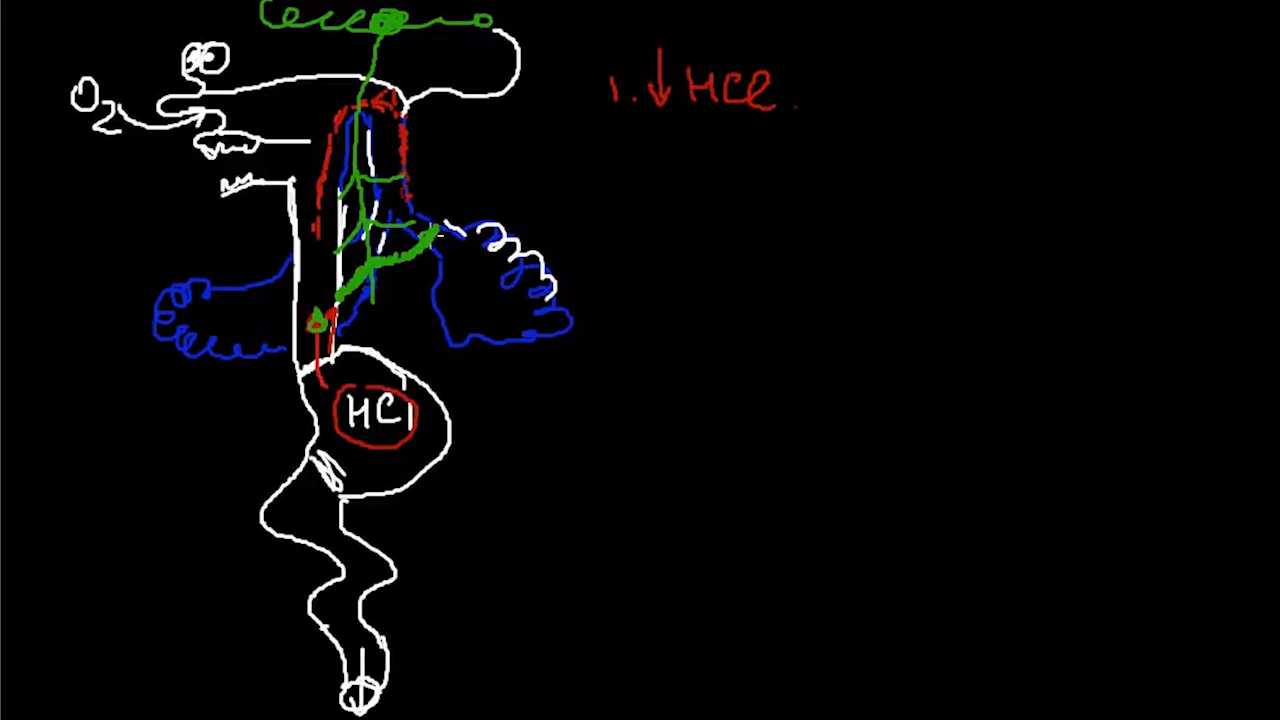 O2
1. ↓ HCl.
HCl